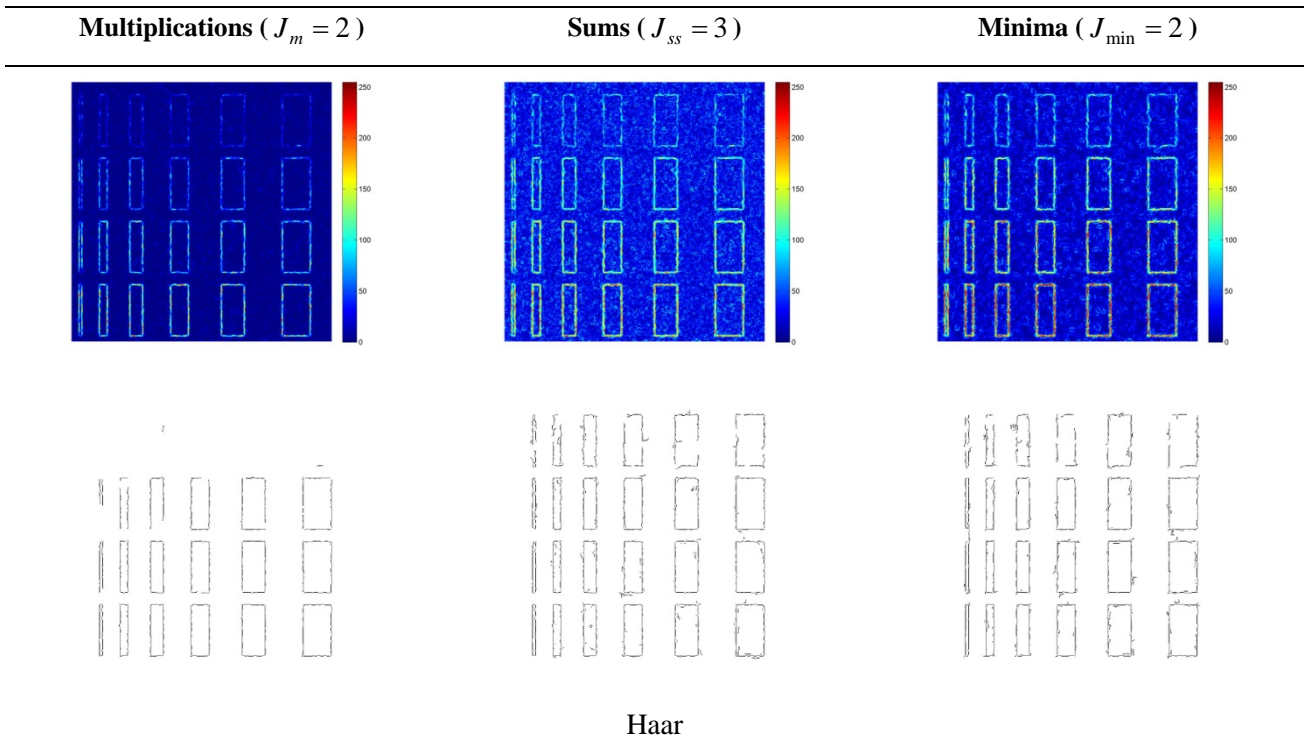 Multiplications ( J_m = 2 ) Sums ( J_ss = 3 ) Minima ( J_min = 2 )
250 250 250
200 200 200
150 150 150
100 100 100
50 50 50
0 0 0
Haar